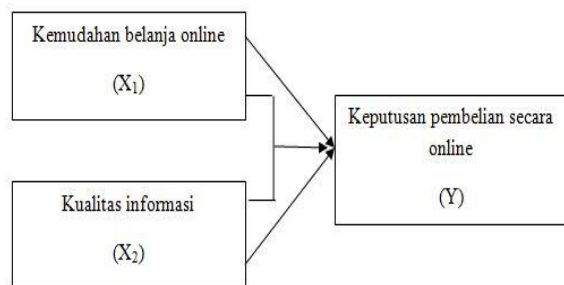 Kemudahan belanja online
(X₁)
Keputusan pembelian secara
online
(Y)
Kualitas informasi
(X₂)